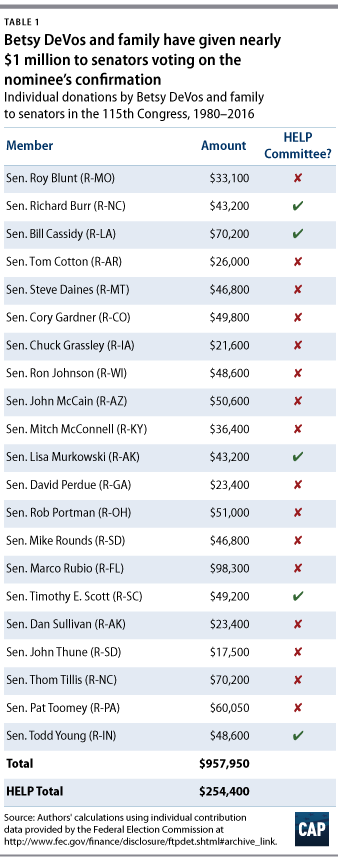 TABLE 1
Betsy DeVos and family have given nearly
$1 million to senators voting on the
nominee's confirmation
Individual donations by Betsy DeVos and family
to senators in the 115th Congress, 1980–2016
Member Amount HELP Committee?
Sen. Roy Blunt (R-MO) $33,100 ✘
Sen. Richard Burr (R-NC) $43,200 ✔
Sen. Bill Cassidy (R-LA) $70,200 ✔
Sen. Tom Cotton (R-AR) $26,000 ✘
Sen. Steve Daines (R-MT) $46,800 ✘
Sen. Cory Gardner (R-CO) $49,800 ✘
Sen. Chuck Grassley (R-IA) $21,600 ✘
Sen. Ron Johnson (R-WI) $48,600 ✘
Sen. John McCain (R-AZ) $50,600 ✘
Sen. Mitch McConnell (R-KY) $36,400 ✘
Sen. Lisa Murkowski (R-AK) $43,200 ✔
Sen. David Perdue (R-GA) $23,400 ✘
Sen. Rob Portman (R-OH) $51,000 ✘
Sen. Mike Rounds (R-SD) $46,800 ✘
Sen. Marco Rubio (R-FL) $98,300 ✘
Sen. Timothy E. Scott (R-SC) $49,200 ✔
Sen. Dan Sullivan (R-AK) $23,400 ✘
Sen. John Thune (R-SD) $17,500 ✘
Sen. Thom Tillis (R-NC) $70,200 ✘
Sen. Pat Toomey (R-PA) $60,050 ✘
Sen. Todd Young (R-IN) $48,600 ✔
Total $957,950
HELP Total $254,400
Source: Authors' calculations using individual contribution
data provided by the Federal Election Commission at
http://www.fec.gov/finance/disclosure/ftpdet.shtml#archive_link.
CAP